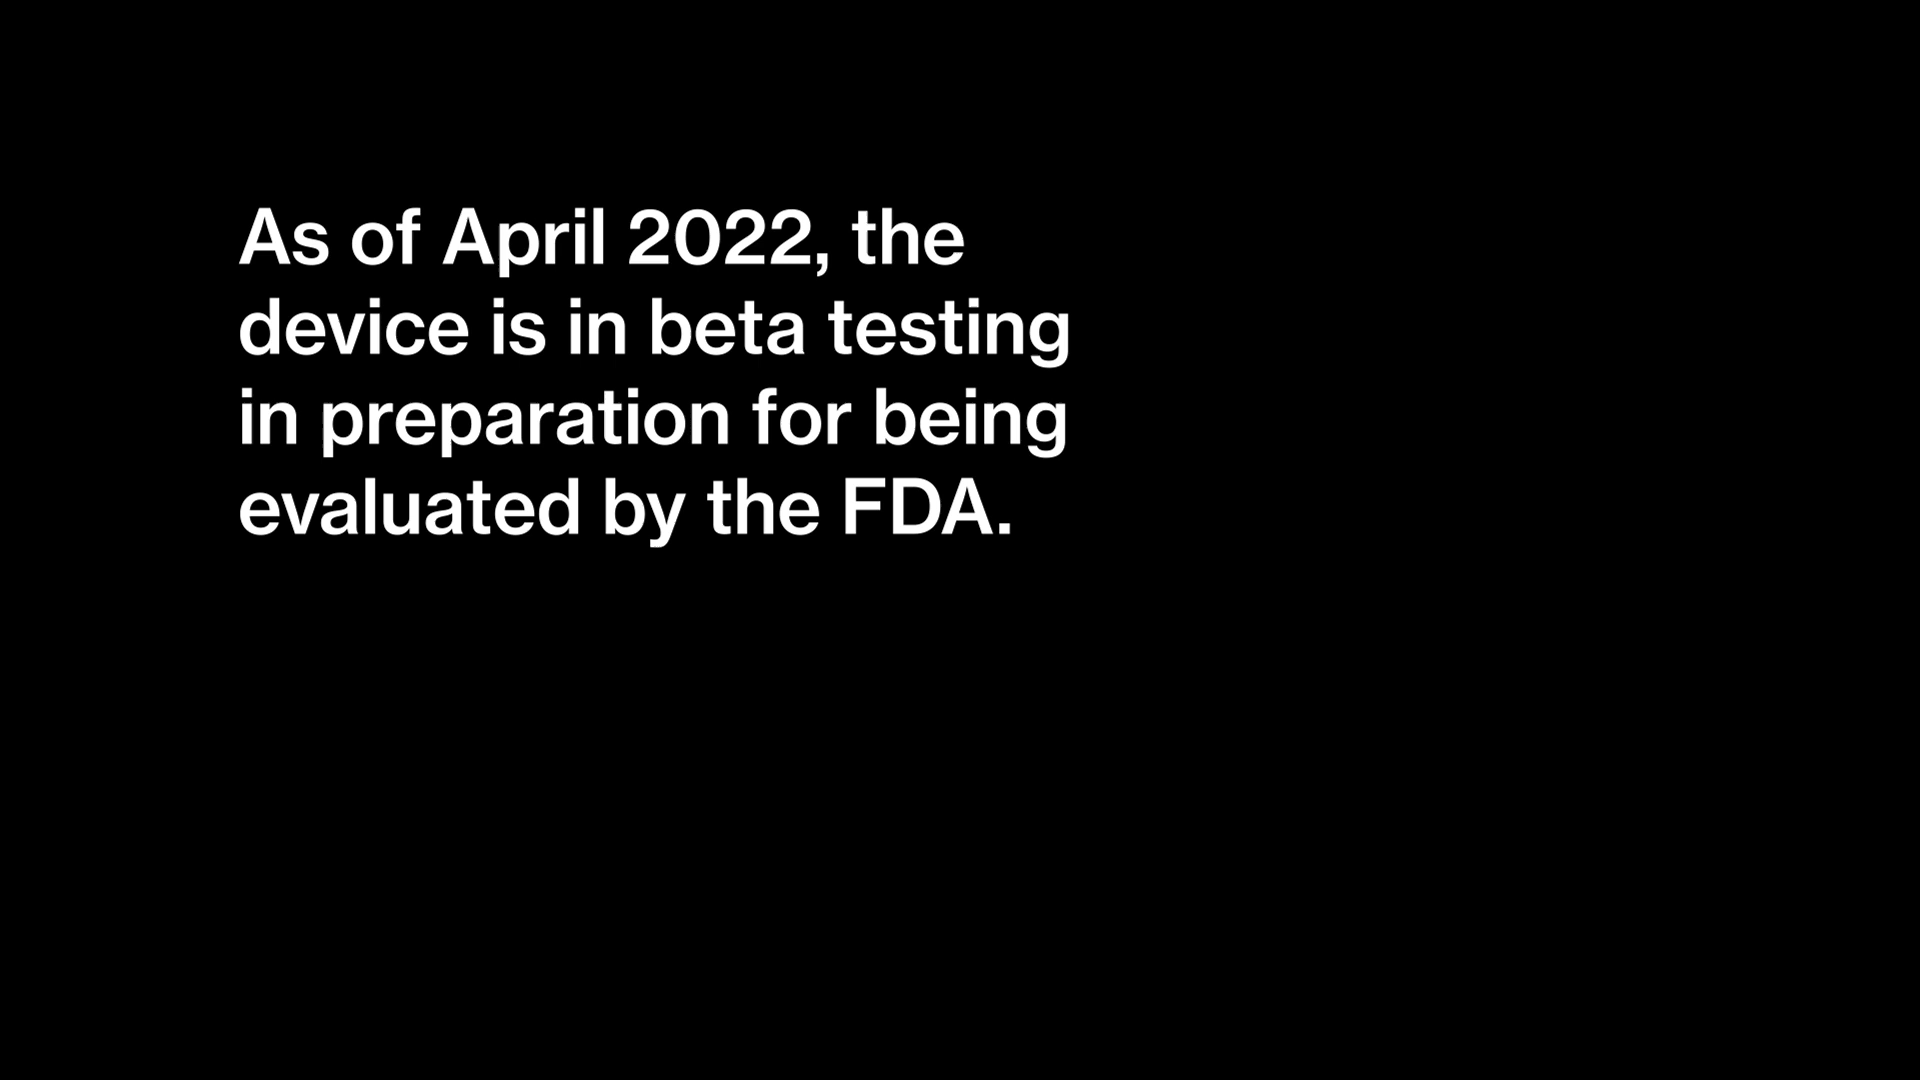 As of April 2022, the
device is in beta testing
in preparation for being
evaluated by the FDA.